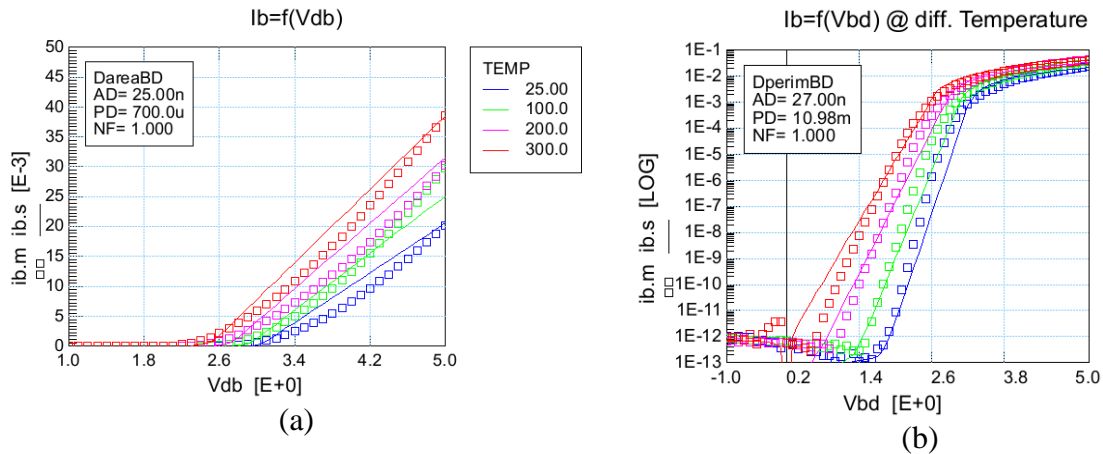 Ib=f(Vdb)
50
45
40
35
30
25
20
15
10
5
0
ib.m ib.s [E-3]
DareaBD
AD= 25.00n
PD= 700.0u
NF= 1.000
1.0 1.8 2.6 3.4 4.2 5.0
Vdb [E+0]
(a)
TEMP
25.00
100.0
200.0
300.0
Ib=f(Vbd) @ diff. Temperature
1E-1
1E-2
1E-3
1E-4
1E-5
1E-6
1E-7
1E-8
1E-9
1E-10
1E-11
1E-12
1E-13
ib.m ib.s [LOG]
DperimBD
AD= 27.00n
PD= 10.98m
NF= 1.000
-1.0 0.2 1.4 2.6 3.8 5.0
Vbd [E+0]
(b)